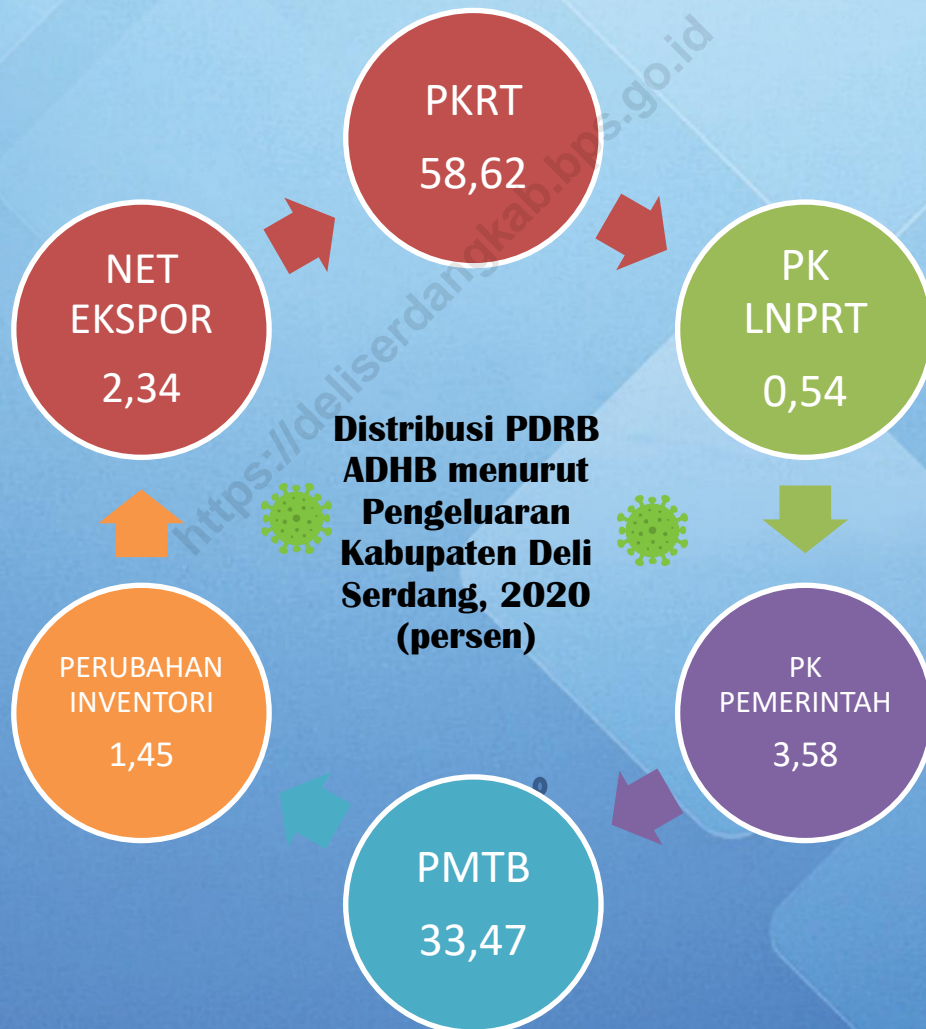 PKRT
58,62
PK
LNPRT
0,54
PK
PEMERINTAH
3,58
PMTB
33,47
PERUBAHAN
INVENTORI
1,45
NET
EKSPOR
2,34
Distribusi PDRB
ADHB menurut
Pengeluaran
Kabupaten Deli
Serdang, 2020
(persen)
https://deliserdangkab.bps.go.id